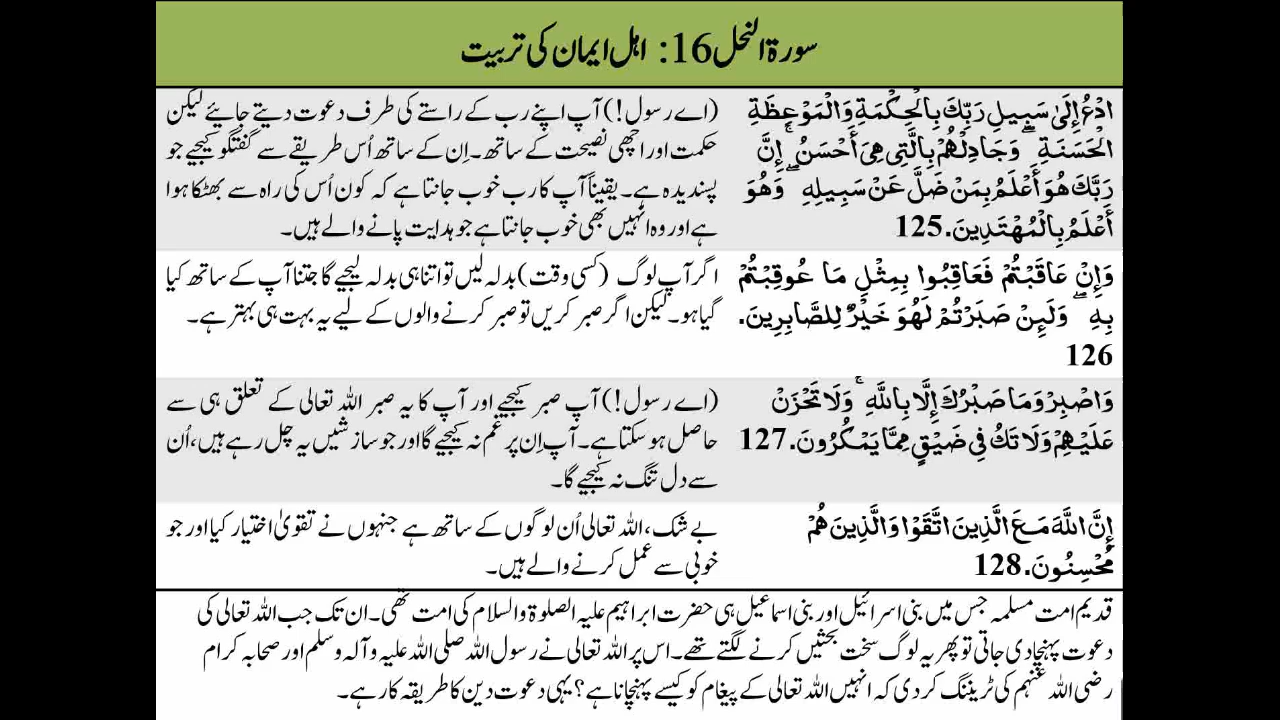 سورۃ النحل 16: اہل ایمان کی تربیت
ادْعُ إِلَىٰ سَبِيلِ رَبِّكَ بِالْحِكْمَةِ وَالْمَوْعِظَةِ
الْحَسَنَةِ ۖ وَجَادِلْهُمْ بِالَّتِي هِيَ أَحْسَنُ ۚ إِنَّ
رَبَّكَ هُوَ أَعْلَمُ بِمَنْ ضَلَّ عَنْ سَبِيلِهِ ۖ وَهُوَ
أَعْلَمُ بِالْمُهْتَدِينَ. 125
(اے رسول!) آپ اپنے رب کے راستے کی طرف دعوت دیتے جائیے لیکن
حکمت اور اچھی نصیحت کے ساتھ۔ اِن کے ساتھ اُس طریقے سے گفتگو کیجیے جو
پسندیدہ ہے۔ یقیناً آپ کا رب خوب جانتا ہے کہ کون اُس کی راہ سے بھٹکا ہوا
ہے اور وہ اُنہیں بھی خوب جانتا ہے جو ہدایت پانے والے ہیں۔
وَإِنْ عَاقَبْتُمْ فَعَاقِبُوا بِمِثْلِ مَا عُوقِبْتُمْ
بِهِ ۖ وَلَئِنْ صَبَرْتُمْ لَهُوَ خَيْرٌ لِلصَّابِرِينَ.
126
اگر آپ لوگ (کسی وقت) بدلہ لیں تو اتنا ہی بدلہ لیجیے گا جتنا آپ کے ساتھ کیا
گیا ہو۔ لیکن اگر صبر کریں تو صبر کرنے والوں کے لیے یہ بہت ہی بہتر ہے۔
وَاصْبِرْ وَمَا صَبْرُكَ إِلَّا بِاللَّهِ ۚ وَلَا تَحْزَنْ
عَلَيْهِمْ وَلَا تَكُ فِي ضَيْقٍ مِمَّا يَمْكُرُونَ. 127
(اے رسول!) آپ صبر کیجیے اور آپ کا یہ صبر اللہ تعالی کے تعلق ہی سے
حاصل ہو سکتا ہے۔ آپ اِن پر غم نہ کیجیے گا اور جو سازشیں یہ چل رہے ہیں، اُن
سے دل تنگ نہ کیجیے گا۔
إِنَّ اللَّهَ مَعَ الَّذِينَ اتَّقَوْا وَالَّذِينَ هُمْ
مُحْسِنُونَ. 128
بے شک، اللہ تعالی اُن لوگوں کے ساتھ ہے جنہوں نے تقویٰ اختیار کیا اور جو
خوبی سے عمل کرنے والے ہیں۔
قدیم امت مسلمہ جس میں بنی اسرائیل اور بنی اسماعیل ہی حضرت ابراہیم علیہ الصلوۃ والسلام کی امت تھی۔ ان تک جب اللہ تعالی کی
دعوت پہنچا دی جاتی تو پھر یہ لوگ سخت بحثیں کرنے لگتے تھے۔ اس پر اللہ تعالی نے رسول اللہ صلی اللہ علیہ و آلہ وسلم اور صحابہ کرام
رضی اللہ عنہم کی ٹریننگ کر دی کہ انہیں اللہ تعالی کے پیغام کو کیسے پہنچانا ہے؟ یہی دعوت دین کا طریقہ کار ہے۔